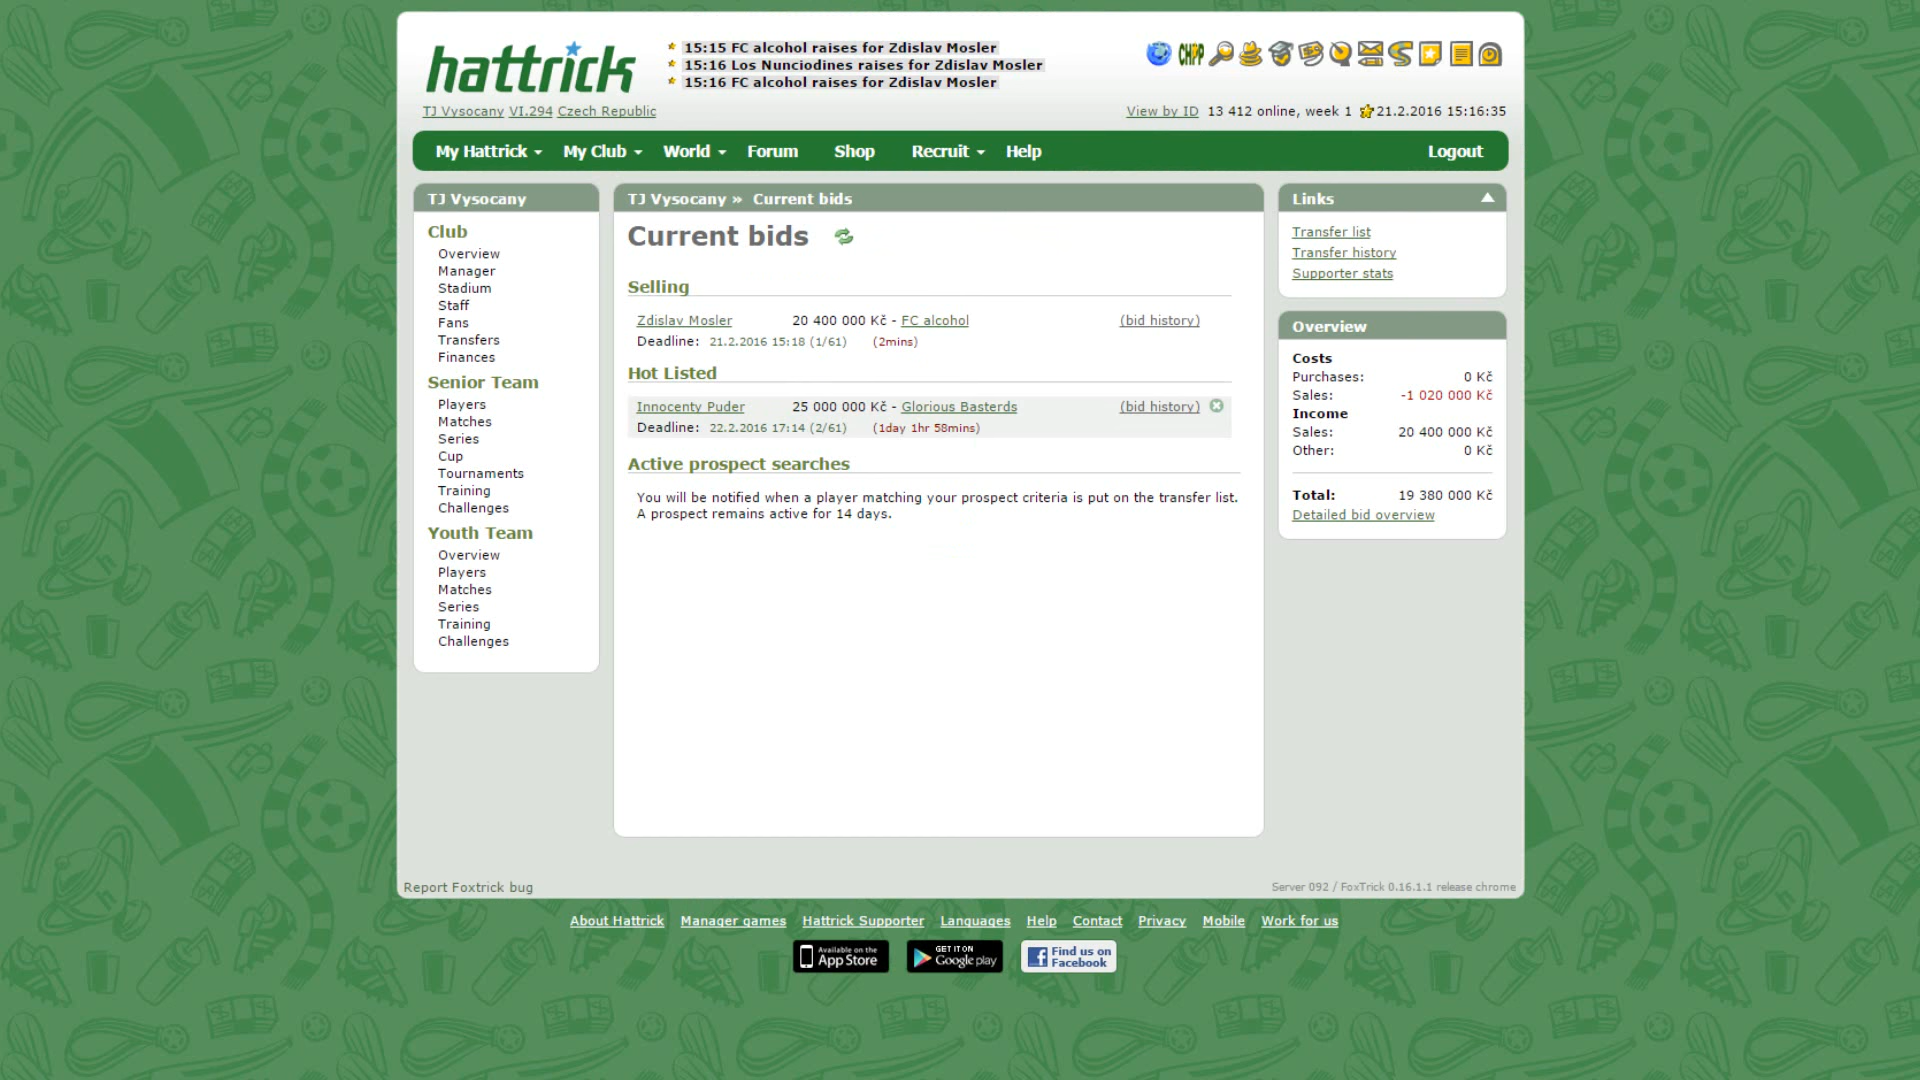 hattrick
15:15 FC alcohol raises for Zdislav Mosler
15:16 Los Nunciodines raises for Zdislav Mosler
15:16 FC alcohol raises for Zdislav Mosler
CHPP
TJ Vysocany VI.294 Czech Republic
View by ID 13 412 online, week 1 21.2.2016 15:16:35
My Hattrick My Club World Forum Shop Recruit Help Logout
TJ Vysocany
Club
Overview
Manager
Stadium
Staff
Fans
Transfers
Finances
Senior Team
Players
Matches
Series
Cup
Tournaments
Training
Challenges
Youth Team
Overview
Players
Matches
Series
Training
Challenges
TJ Vysocany » Current bids
Current bids
Selling
Zdislav Mosler 20 400 000 Kč - FC alcohol (bid history)
Deadline: 21.2.2016 15:18 (1/61) (2mins)
Hot Listed
Innocenty Puder 25 000 000 Kč - Glorious Basterds (bid history)
Deadline: 22.2.2016 17:14 (2/61) (1day 1hr 58mins)
Active prospect searches
You will be notified when a player matching your prospect criteria is put on the transfer list.
A prospect remains active for 14 days.
Links
Transfer list
Transfer history
Supporter stats
Overview
Costs
Purchases: 0 Kč
Sales: -1 020 000 Kč
Income
Sales: 20 400 000 Kč
Other: 0 Kč
Total: 19 380 000 Kč
Detailed bid overview
Report Foxtrick bug
Server 092 / FoxTrick 0.16.1.1 release chrome
About Hattrick Manager games Hattrick Supporter Languages Help Contact Privacy Mobile Work for us
Available on the
App Store
GET IT ON
Google play
Find us on
Facebook